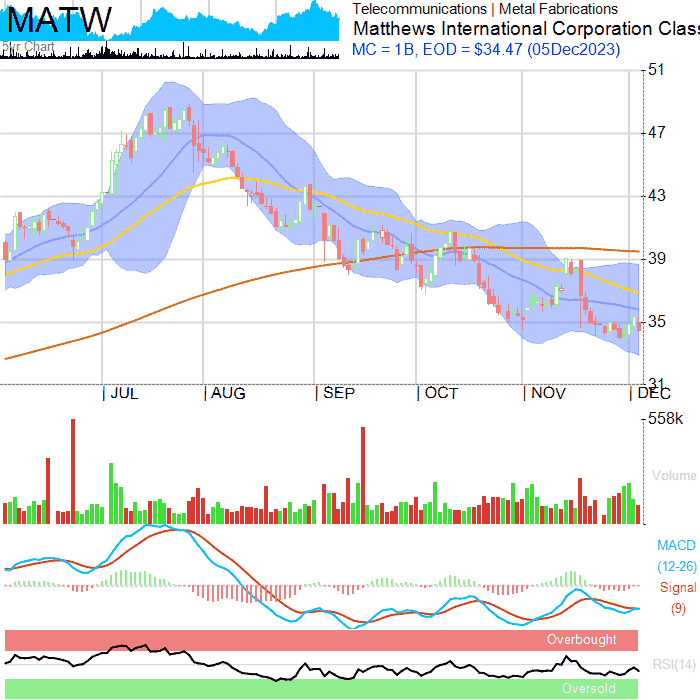 MATW
5yr Chart
Telecommunications | Metal Fabrications
Matthews International Corporation Clas
MC = 1B, EOD = $34.47 (05Dec2023)
51
47
43
39
35
31
JUL AUG SEP OCT NOV DEC
558k
Volume
MACD
(12-26)
Signal
(9)
Overbought
RSI(14)
Oversold